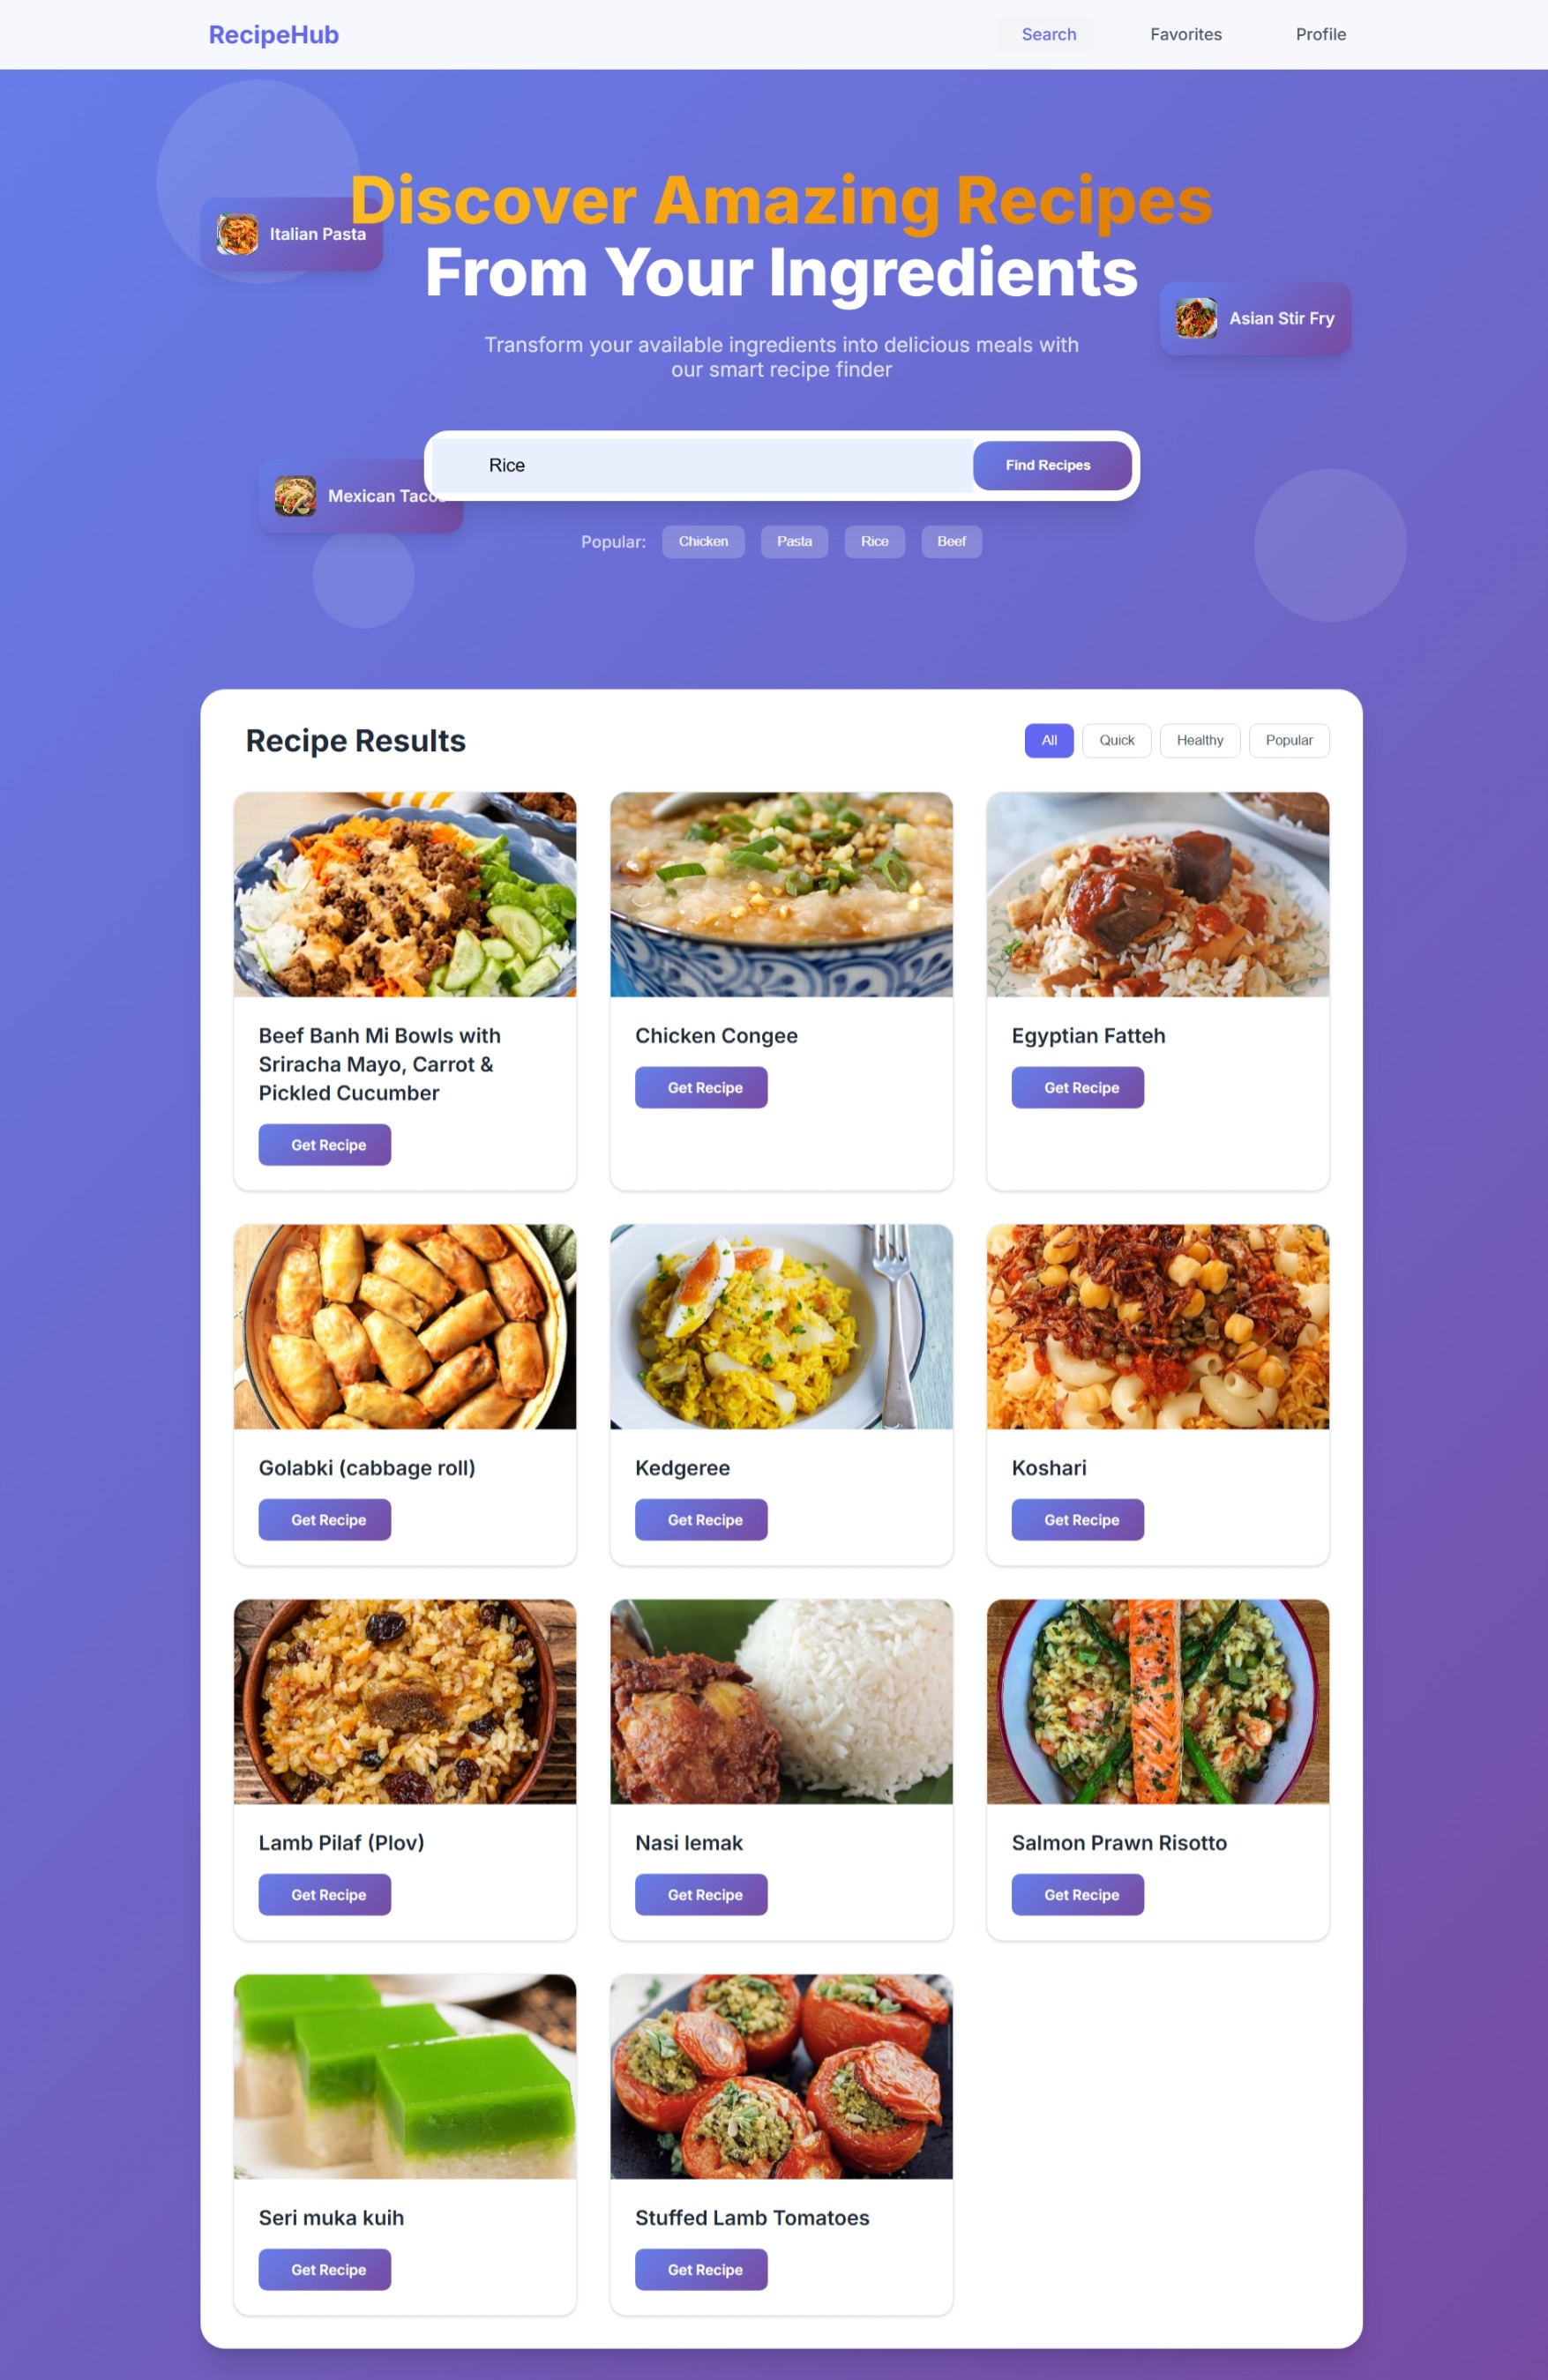 RecipeHub
Search
Favorites
Profile
Discover Amazing Recipes
From Your Ingredients
Italian Pasta
Asian Stir Fry
Transform your available ingredients into delicious meals with
our smart recipe finder
Rice
Find Recipes
Mexican Tacos
Popular:
Chicken
Pasta
Rice
Beef
Recipe Results
All
Quick
Healthy
Popular
Beef Banh Mi Bowls with
Sriracha Mayo, Carrot &
Pickled Cucumber
Get Recipe
Chicken Congee
Get Recipe
Egyptian Fatteh
Get Recipe
Golabki (cabbage roll)
Get Recipe
Kedgeree
Get Recipe
Koshari
Get Recipe
Lamb Pilaf (Plov)
Get Recipe
Nasi lemak
Get Recipe
Salmon Prawn Risotto
Get Recipe
Seri muka kuih
Get Recipe
Stuffed Lamb Tomatoes
Get Recipe